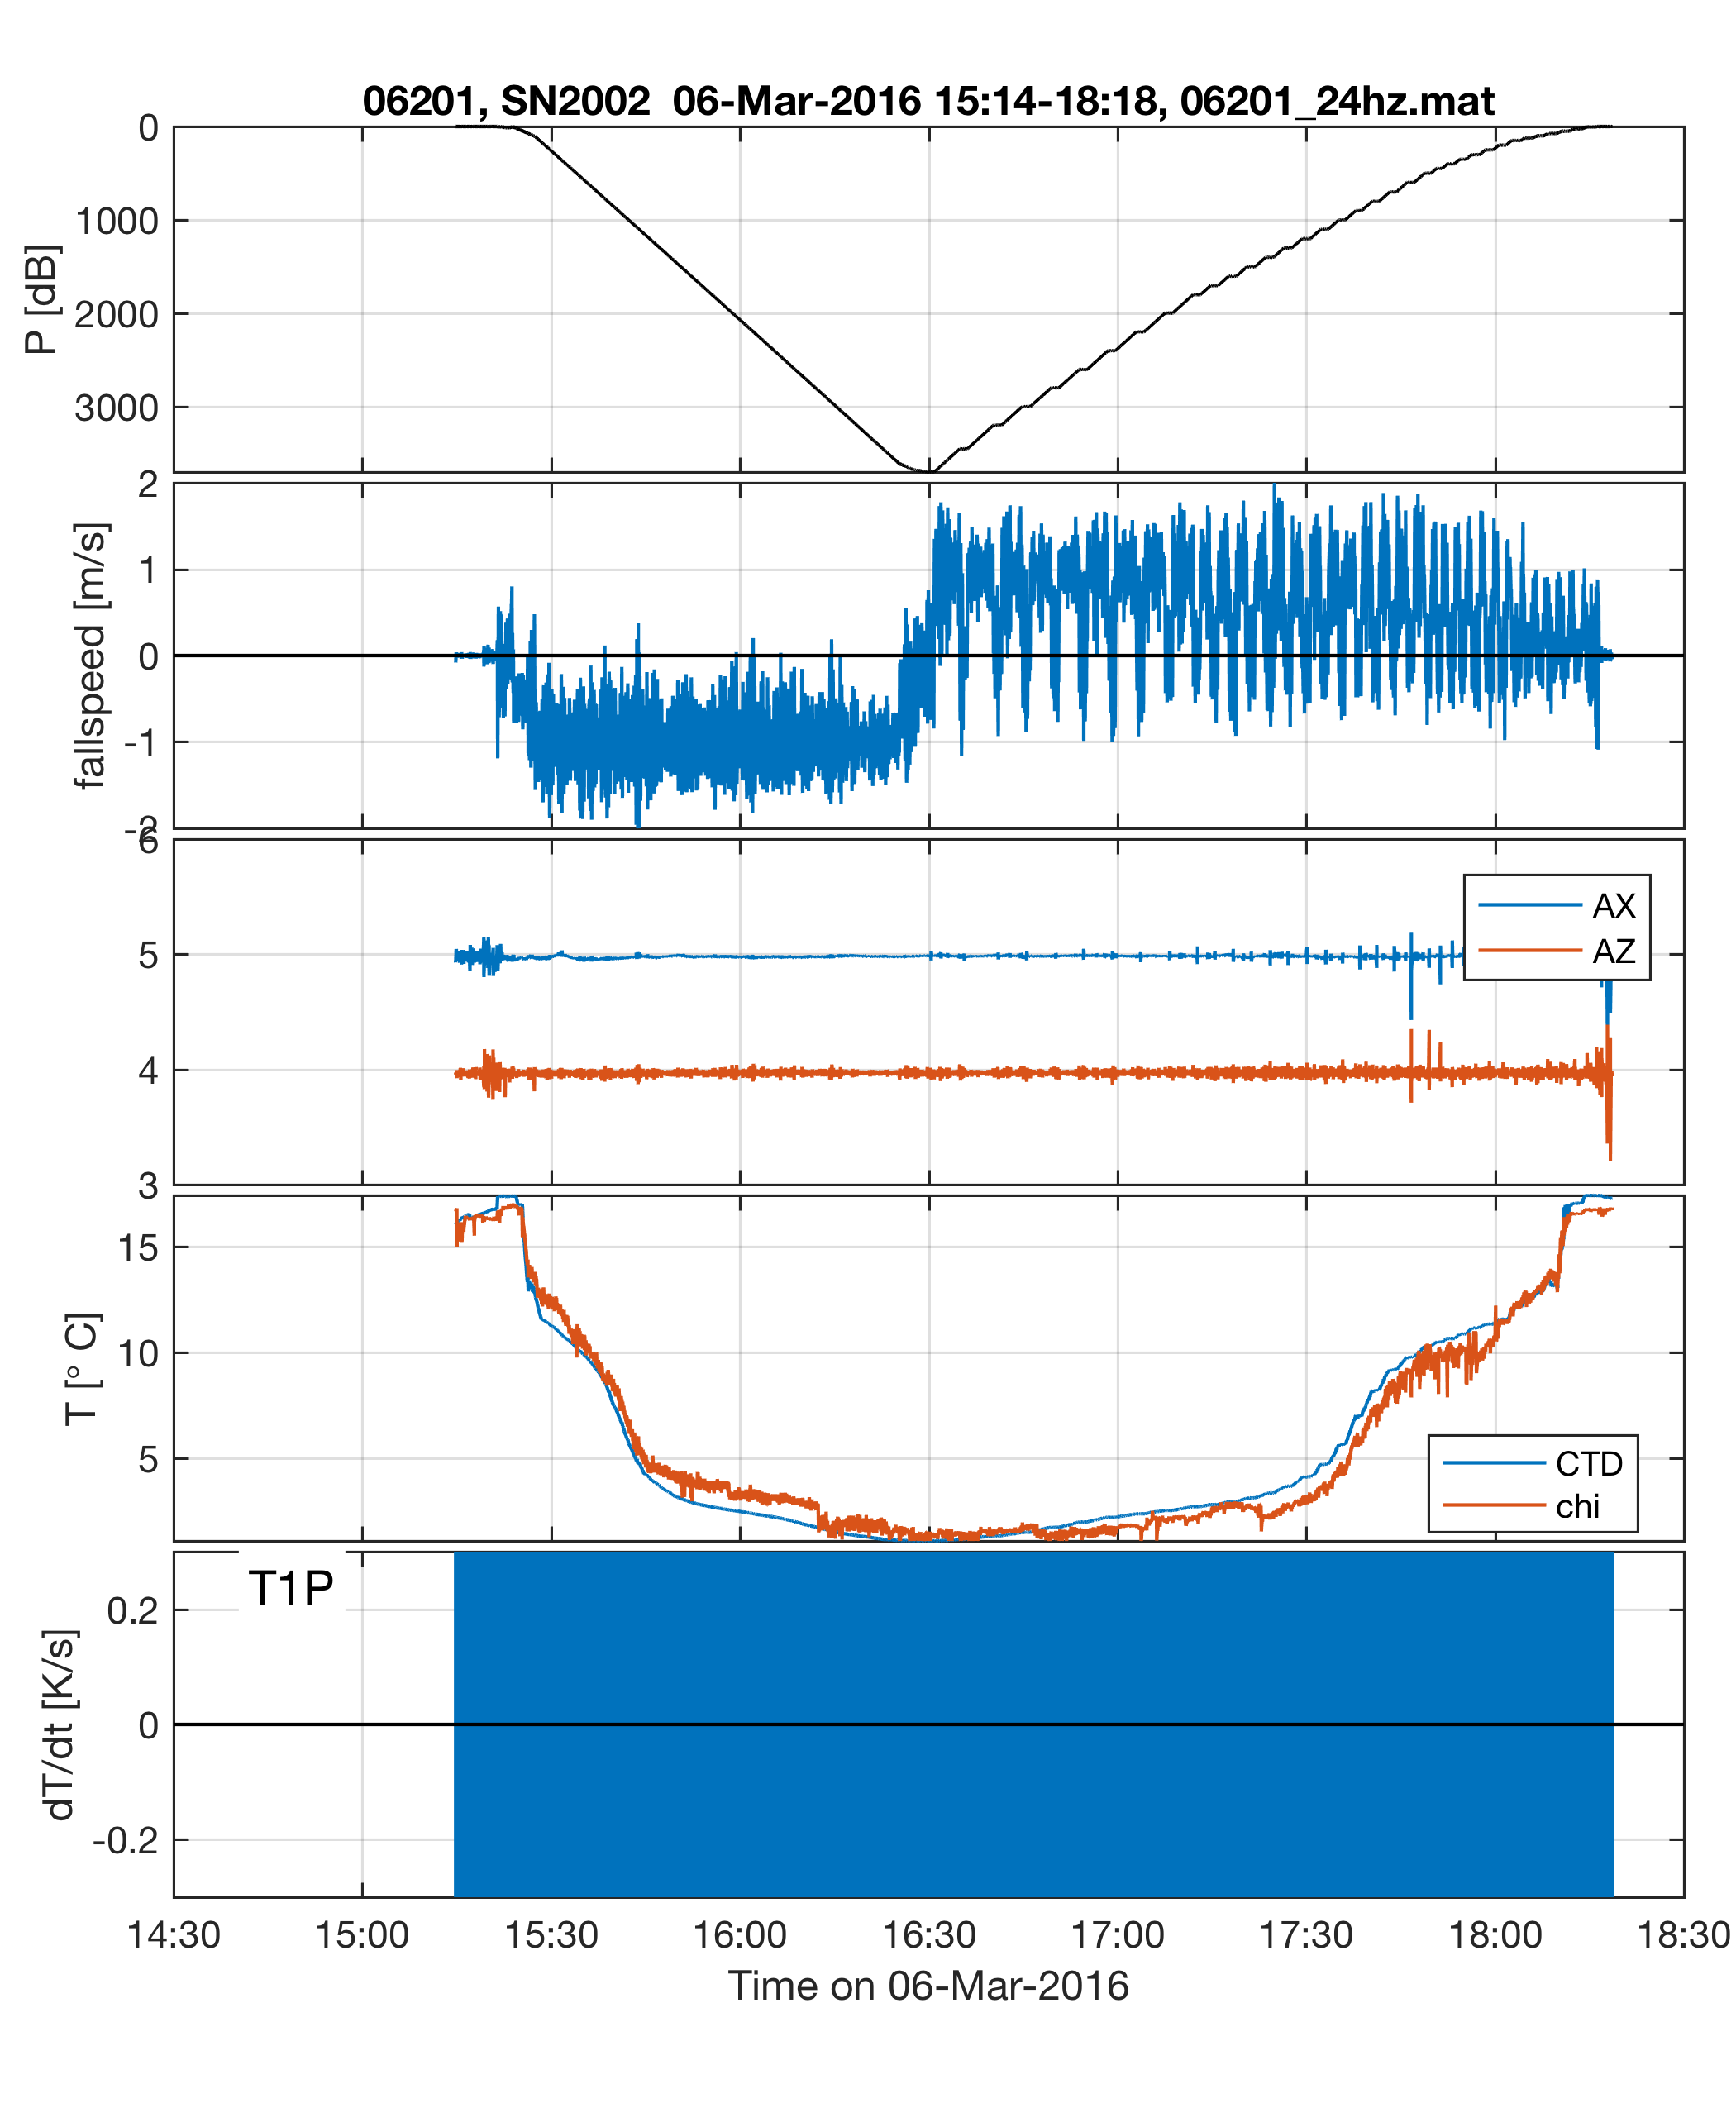 06201, SN2002  06-Mar-2016 15:14-18:18, 06201_24hz.mat
0
1000
2000
3000
P [dB]
2
1
0
-1
-2
fallspeed [m/s]
6
5
4
3
AX
AZ
15
10
5
T [° C]
CTD
chi
T1P
0.2
0
-0.2
dT/dt [K/s]
14:30 15:00 15:30 16:00 16:30 17:00 17:30 18:00 18:30
Time on 06-Mar-2016